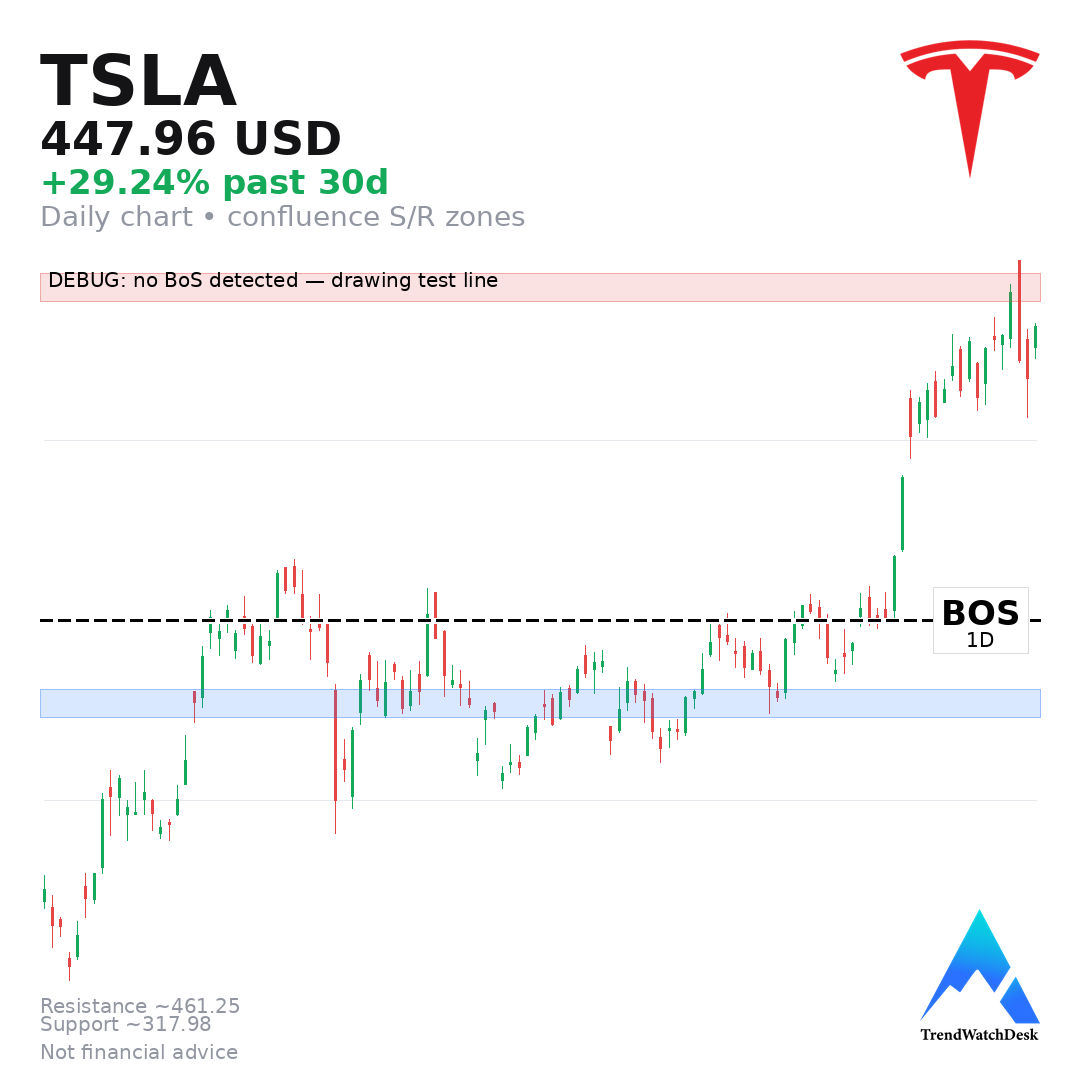 TSLA
447.96 USD
+29.24% past 30d
Daily chart • confluence S/R zones
DEBUG: no BoS detected — drawing test line
BOS
1D
Resistance ~461.25
Support ~317.98
Not financial advice
TrendWatchDesk